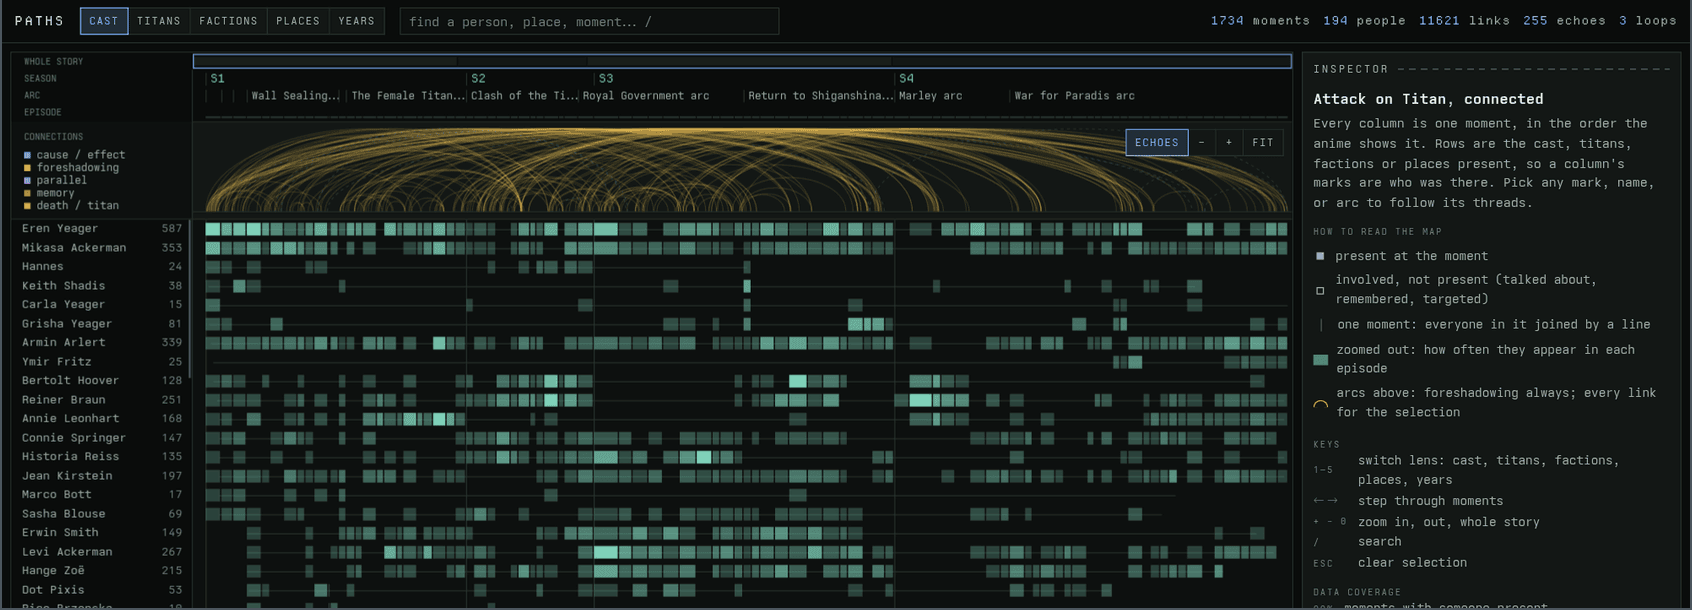 PATHS
CAST TITANS FACTIONS PLACES YEARS
find a person, place, moment... /
1734 moments 194 people 11621 links 255 echoes 3 loops
WHOLE STORY
SEASON
ARC
EPISODE
S1 S2 S3 S4
Wall Sealing... The Female Titan... Clash of the Ti... Royal Government arc Return to Shiganshina... Marley arc War for Paradis arc
CONNECTIONS
cause / effect
foreshadowing
parallel
memory
death / titan
ECHOES − + FIT
Eren Yeager 587
Mikasa Ackerman 353
Hannes 24
Keith Shadis 38
Carla Yeager 15
Grisha Yeager 81
Armin Arlert 339
Ymir Fritz 25
Bertolt Hoover 128
Reiner Braun 251
Annie Leonhart 168
Connie Springer 147
Historia Reiss 135
Jean Kirstein 197
Marco Bott 17
Sasha Blouse 69
Erwin Smith 149
Levi Ackerman 267
Hange Zoë 215
Dot Pixis 53
INSPECTOR
Attack on Titan, connected
Every column is one moment, in the order the
anime shows it. Rows are the cast, titans,
factions or places present, so a column's
marks are who was there. Pick any mark, name,
or arc to follow its threads.
HOW TO READ THE MAP
present at the moment
involved, not present (talked about,
remembered, targeted)
one moment: everyone in it joined by a line
zoomed out: how often they appear in each
episode
arcs above: foreshadowing always; every link
for the selection
KEYS
1–5 switch lens: cast, titans, factions,
places, years
←→ step through moments
+ − 0 zoom in, out, whole story
/ search
ESC clear selection
DATA COVERAGE
moments with someone present